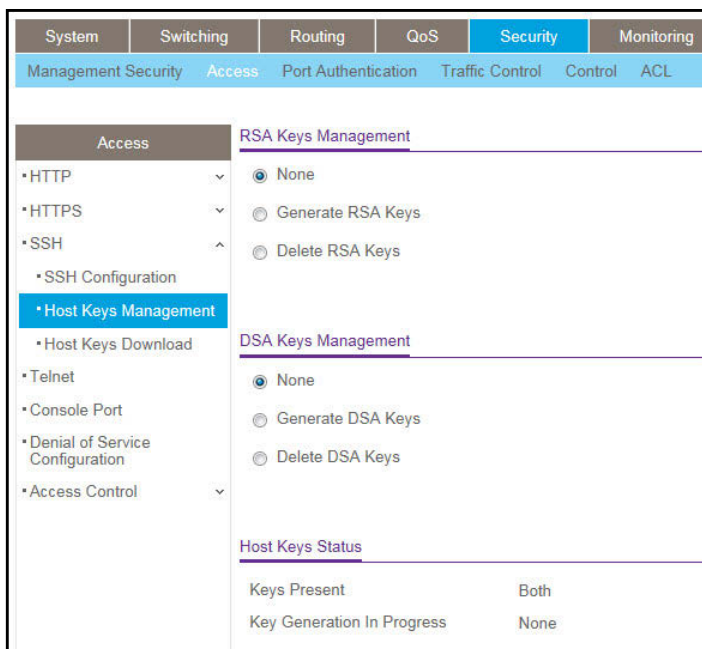 System Switching Routing QoS Security Monitoring
Management Security Access Port Authentication Traffic Control Control ACL
Access
HTTP
HTTPS
SSH
SSH Configuration
Host Keys Management
Host Keys Download
Telnet
Console Port
Denial of Service
Configuration
Access Control
RSA Keys Management
None
Generate RSA Keys
Delete RSA Keys
DSA Keys Management
None
Generate DSA Keys
Delete DSA Keys
Host Keys Status
Keys Present Both
Key Generation In Progress None